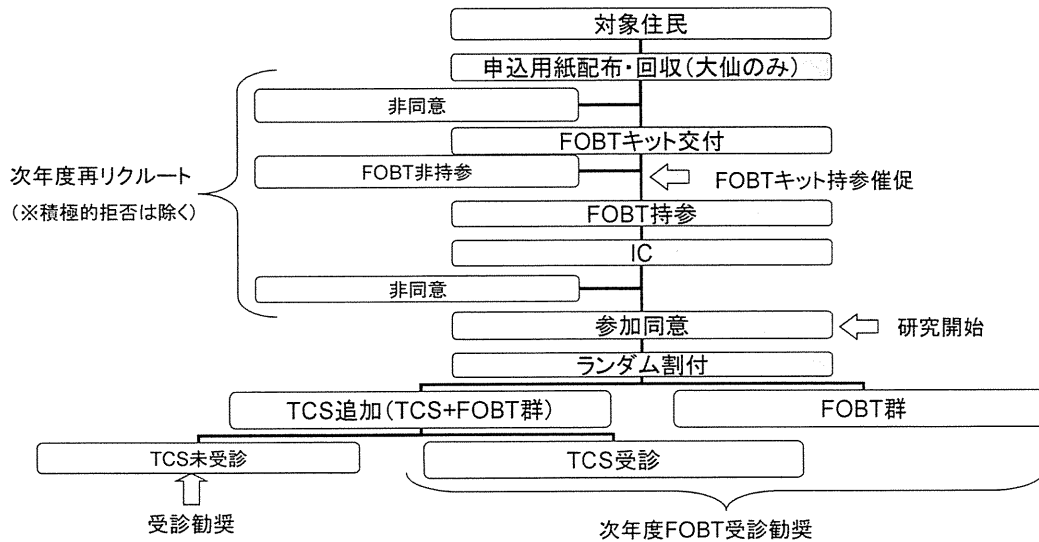 対象住民
申込用紙配布・回収(大仙のみ)
非同意
FOBTキット交付
次年度再リクルート
(※積極的拒否は除く)
FOBT非持参
FOBTキット持参催促
FOBT持参
IC
非同意
参加同意
研究開始
ランダム割付
TCS追加(TCS+FOBT群)
FOBT群
TCS未受診
TCS受診
受診勧奨
次年度FOBT受診勧奨